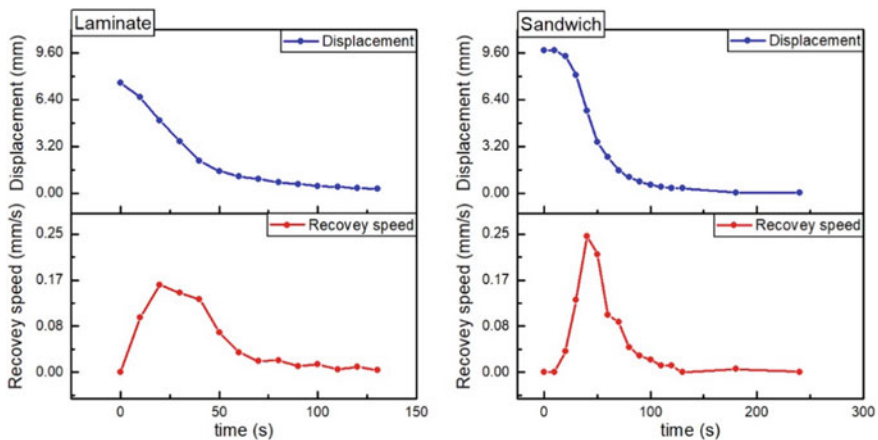 Laminate
Displacement
9.60
6.40
3.20
0.00
Displacement (mm)
Recovey speed
0.25
0.17
0.08
0.00
Recovey speed (mm/s)
0
50
100
150
time (s)
Sandwich
Displacement
9.60
6.40
3.20
0.00
Displacement (mm)
Recovey speed
0.25
0.17
0.08
0.00
Recovey speed (mm/s)
0
100
200
300
time (s)